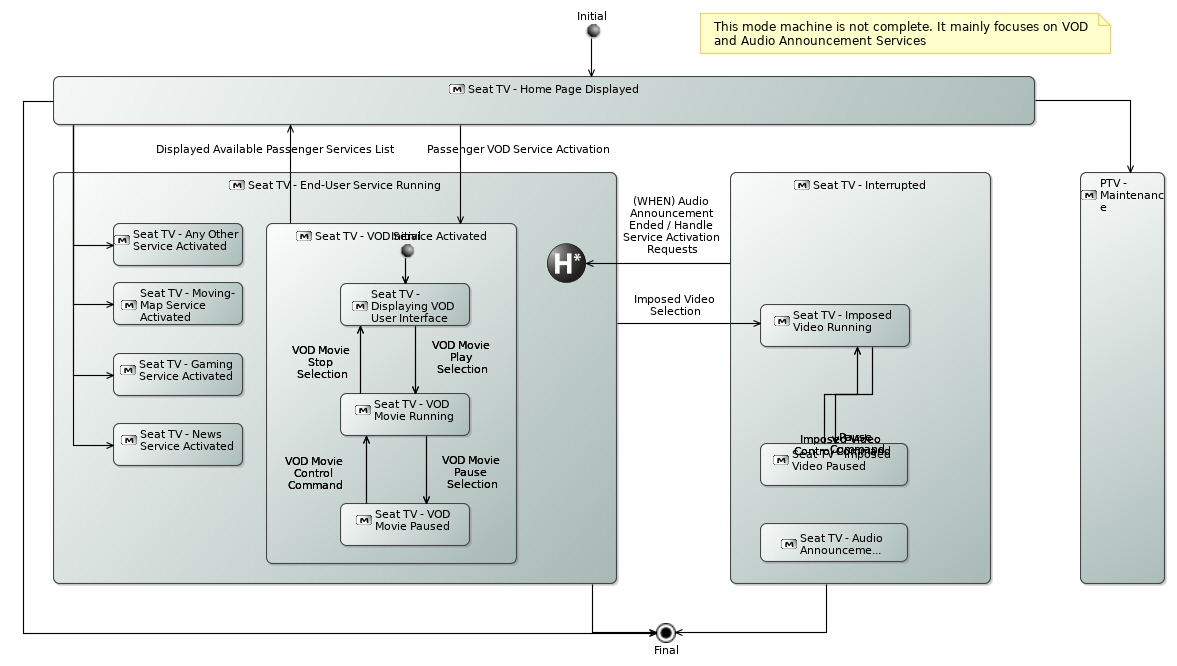 Initial
This mode machine is not complete. It mainly focuses on VOD
and Audio Announcement Services
Seat TV - Home Page Displayed
Displayed Available Passenger Services List
Passenger VOD Service Activation
Seat TV - End-User Service Running
Seat TV - Interrupted
PTV -
Maintenanc
e
(WHEN) Audio
Announcement
Ended / Handle
Service Activation
Requests
Seat TV - Any Other
Service Activated
Seat TV - VOD Service Activated
Initial
H*
Seat TV - Moving-
Map Service
Activated
Seat TV -
Displaying VOD
User Interface
Imposed Video
Selection
Seat TV - Imposed
Video Running
VOD Movie
Stop
Selection
VOD Movie
Play
Selection
Seat TV - Gaming
Service Activated
Seat TV - VOD
Movie Running
Seat TV - News
Service Activated
VOD Movie
Control
Command
VOD Movie
Pause
Selection
Imposed Video
Control Command
Pause
Command
Seat TV - Imposed
Video Paused
Seat TV - VOD
Movie Paused
Seat TV - Audio
Announceme...
Final